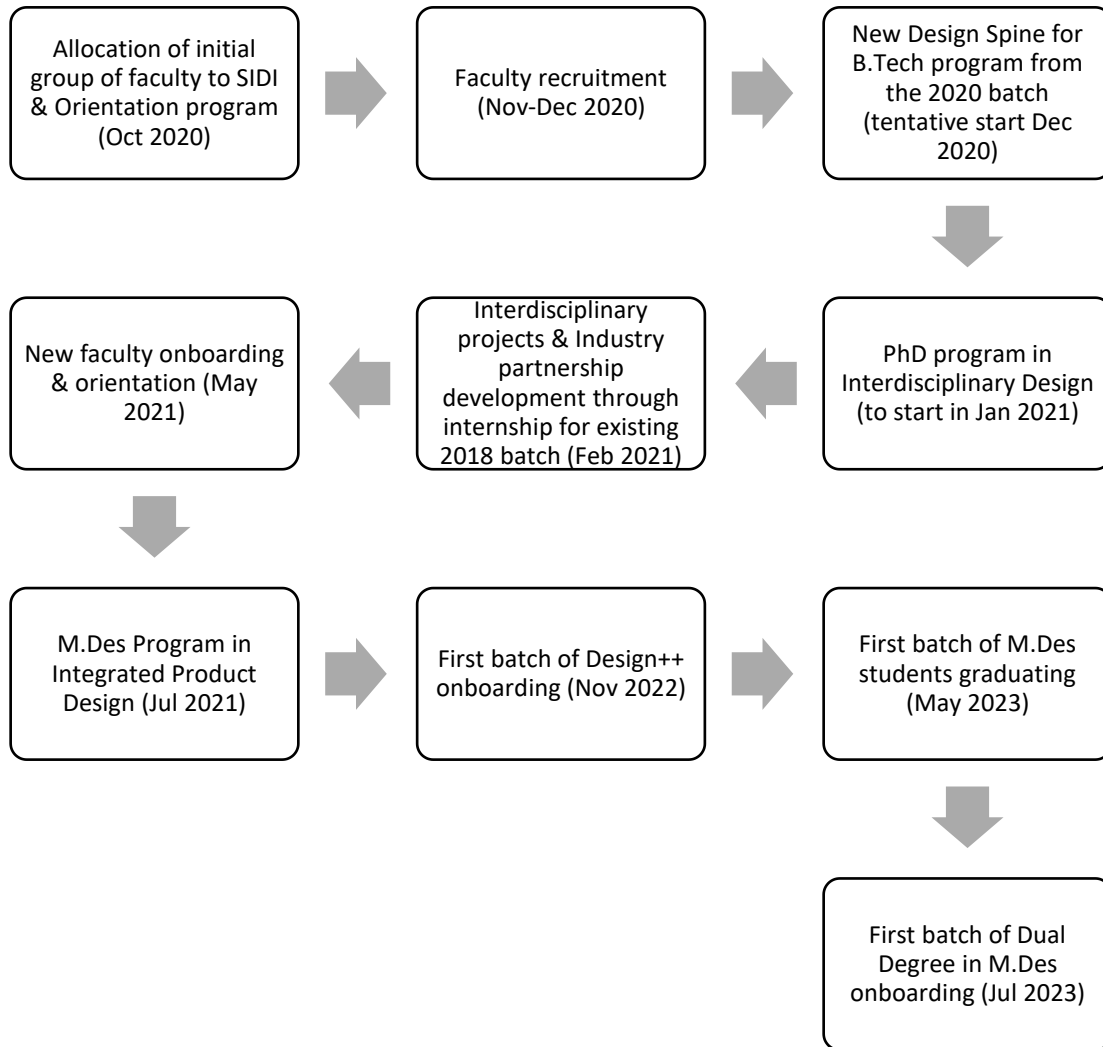 Allocation of initial
group of faculty to SIDI
& Orientation program
(Oct 2020)
Faculty recruitment
(Nov-Dec 2020)
New Design Spine for
B.Tech program from
the 2020 batch
(tentative start Dec
2020)
PhD program in
Interdisciplinary Design
(to start in Jan 2021)
Interdisciplinary
projects & Industry
partnership
development through
internship for existing
2018 batch (Feb 2021)
New faculty onboarding
& orientation (May
2021)
M.Des Program in
Integrated Product
Design (Jul 2021)
First batch of Design++
onboarding (Nov 2022)
First batch of M.Des
students graduating
(May 2023)
First batch of Dual
Degree in M.Des
onboarding (Jul 2023)